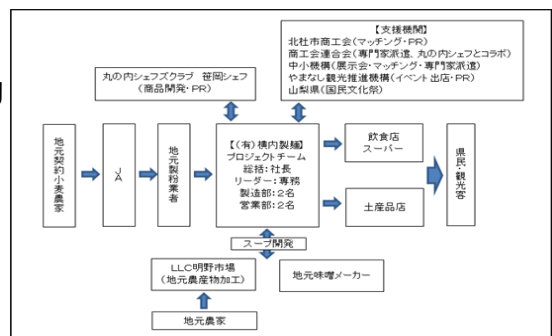 【支援機関】
北杜市商工会(マッチング・PR)
商工会連合会(専門家派遣、丸の内シェフとコラボ)
中小機構(展示会・マッチング・専門家派遣)
やまなし観光推進機構(イベント出店・PR)
山梨県(国民文化祭)
丸の内シェフズクラブ 笹岡シェフ
(商品開発・PR)
地元契約小麦農家
JA
地元製粉業者
【(有)横内製麺】
プロジェクトチーム
総括:社長
リーダー:専務
製造部:2名
営業部:2名
飲食店
スーパー
土産品店
県民・観光客
スープ開発
LLC明野市場
(地元農産物加工)
地元味噌メーカー
地元農家